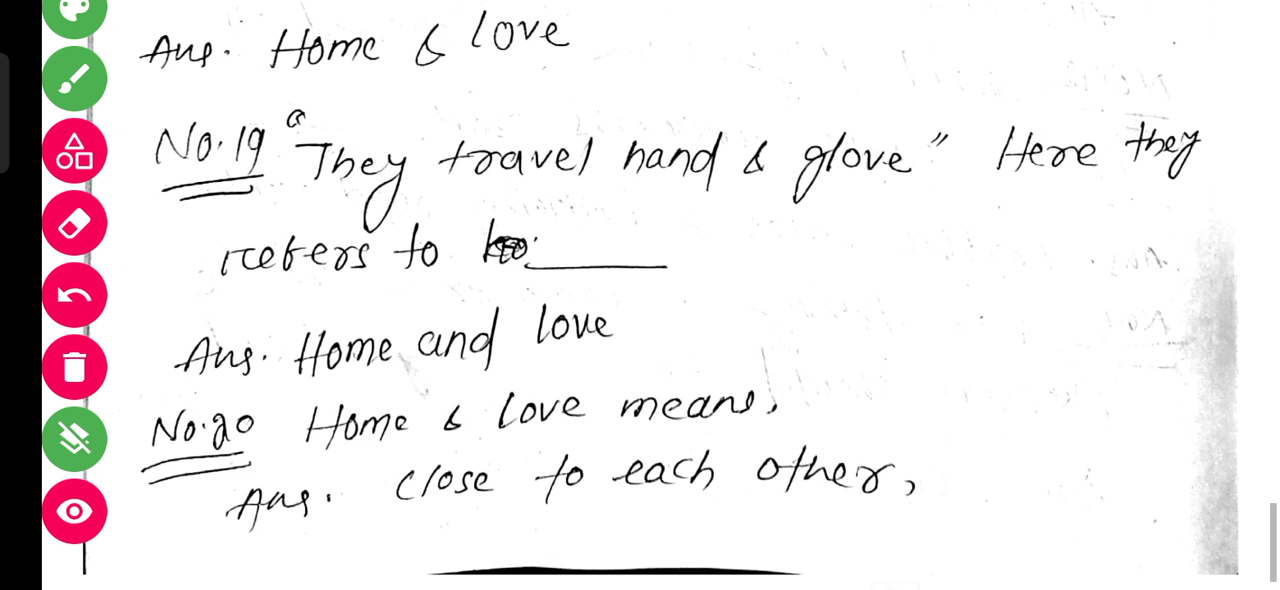 Ans. Home & love
No.19 "They travel hand & glove" Here they
refers to
Ans. Home and love
No.20 Home & love means,
Ans. close to each other,